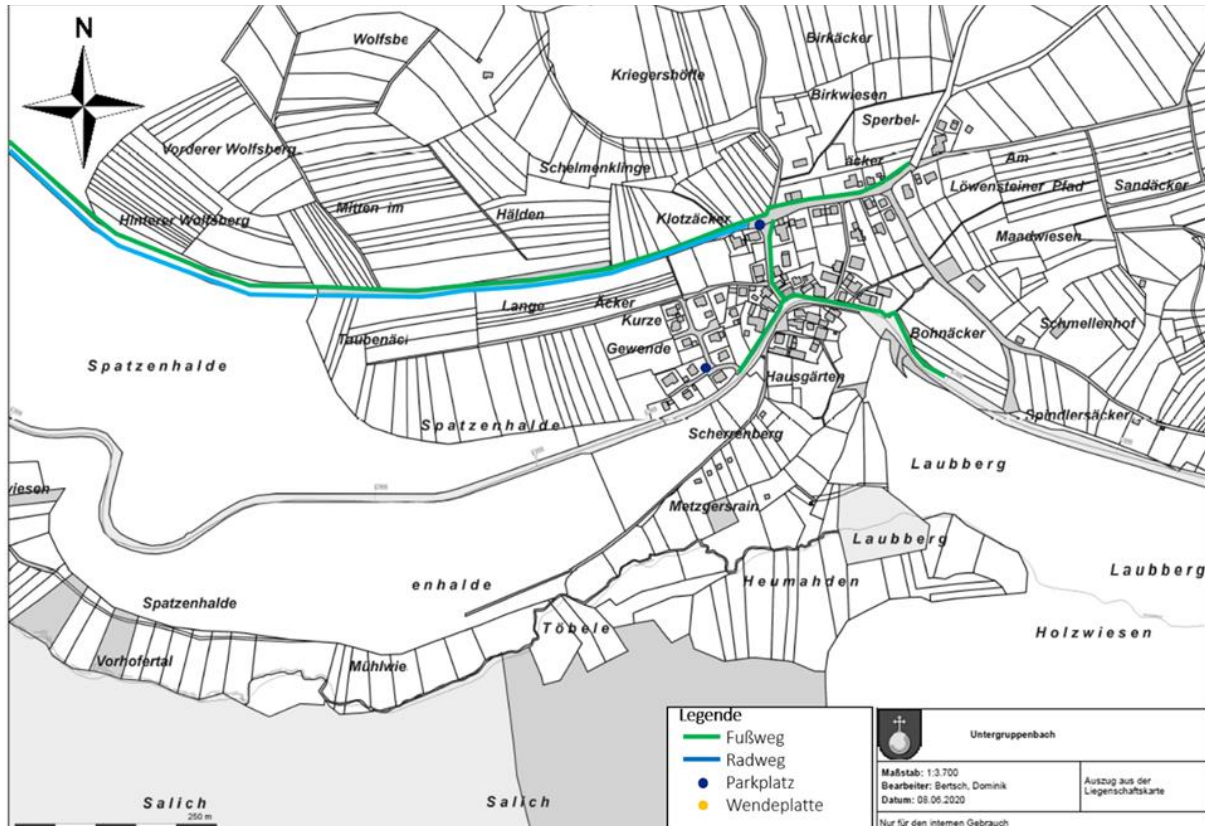 N
Wolfsbe
Kriegershöfle
Birkäcker
Birkwiesen
Sperbel-
äcker
Am
Vorderer Wolfsberg
Schelmenklinge
Löwensteiner Pfad
Sandäcker
Hinterer Wolfsberg
Mitten im
Hälden
Klotzäcker
Maadwiesen
Lange
Äcker
Kurze
Taubenäci
Gewende
Bohnäcker
Schmellenhof
Spatzenhalde
Hausgärten
Spatzenhalde
Scherrenberg
Spindlersäcker
Laubberg
wiesen
Metzgersrain
Laubberg
enhalde
Heumahden
Laubberg
Spatzenhalde
Töbele
Holzwiesen
Vorhofertal
Mühlwie
Salich
Salich
250 m
Legende
Fußweg
Radweg
Parkplatz
Wendeplatte
Untergruppenbach
Maßstab: 1:3.700
Bearbeiter: Bertsch, Dominik
Datum: 08.06.2020
Auszug aus der
Liegenschaftskarte
Nur für den internen Gebrauch